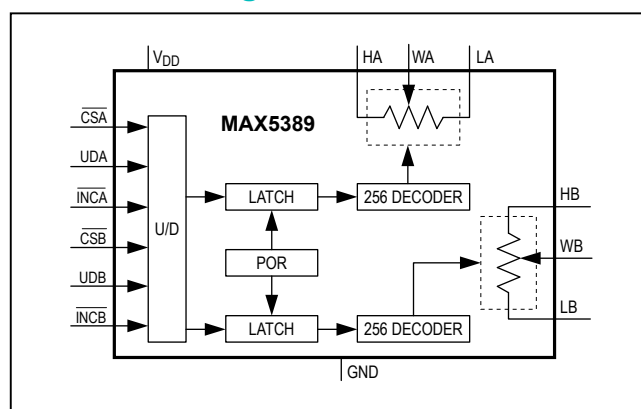 VDD
HA
WA
LA
MAX5389
CSA
UDA
INCA
CSB
UDB
INCB
U/D
LATCH
256 DECODER
POR
LATCH
256 DECODER
HB
WB
LB
GND